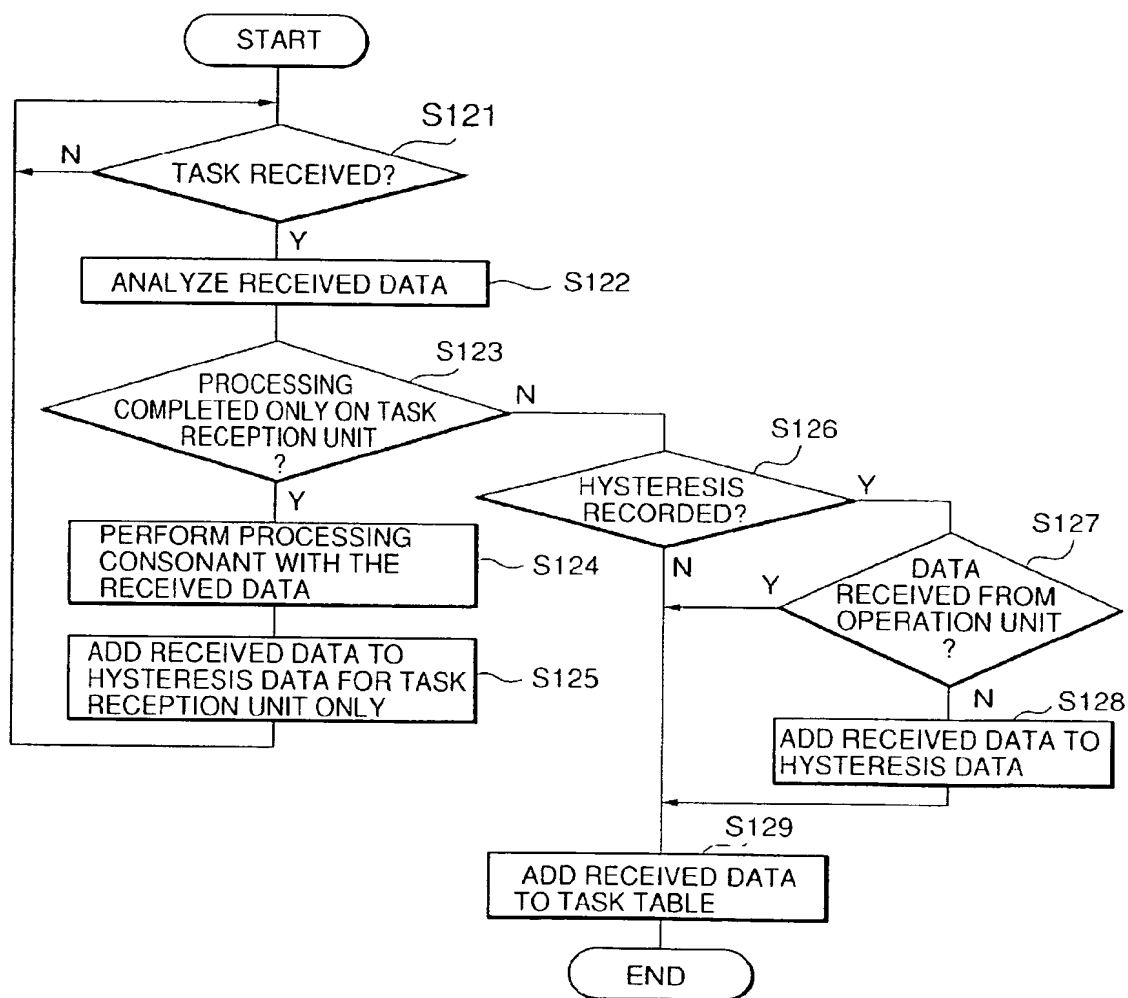 START
S121
N
TASK RECEIVED?
Y
ANALYZE RECEIVED DATA
S122
S123
PROCESSING
COMPLETED ONLY ON TASK
RECEPTION UNIT
?
N
Y
S126
HYSTERESIS
RECORDED?
Y
N
PERFORM PROCESSING
CONSONANT WITH THE
RECEIVED DATA
S124
S127
DATA
RECEIVED FROM
OPERATION UNIT
?
Y
N
ADD RECEIVED DATA TO
HYSTERESIS DATA FOR TASK
RECEPTION UNIT ONLY
S125
S128
ADD RECEIVED DATA TO
HYSTERESIS DATA
S129
ADD RECEIVED DATA
TO TASK TABLE
END